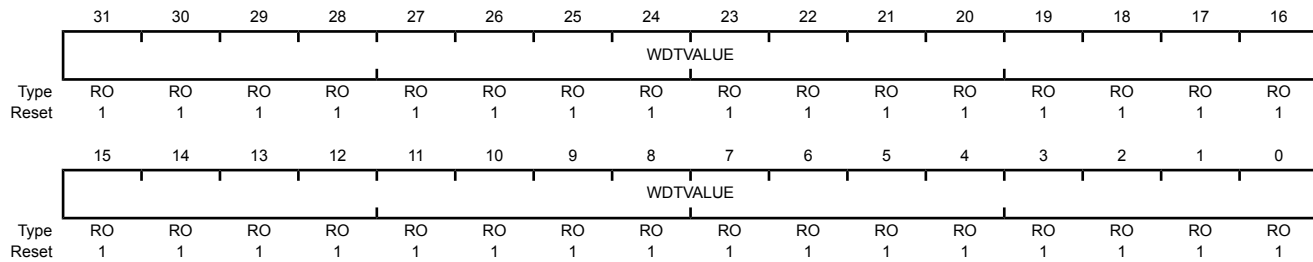 31 30 29 28 27 26 25 24 23 22 21 20 19 18 17 16
WDTVALUE
Type RO RO RO RO RO RO RO RO RO RO RO RO RO RO RO RO
Reset 1 1 1 1 1 1 1 1 1 1 1 1 1 1 1 1
15 14 13 12 11 10 9 8 7 6 5 4 3 2 1 0
WDTVALUE
Type RO RO RO RO RO RO RO RO RO RO RO RO RO RO RO RO
Reset 1 1 1 1 1 1 1 1 1 1 1 1 1 1 1 1